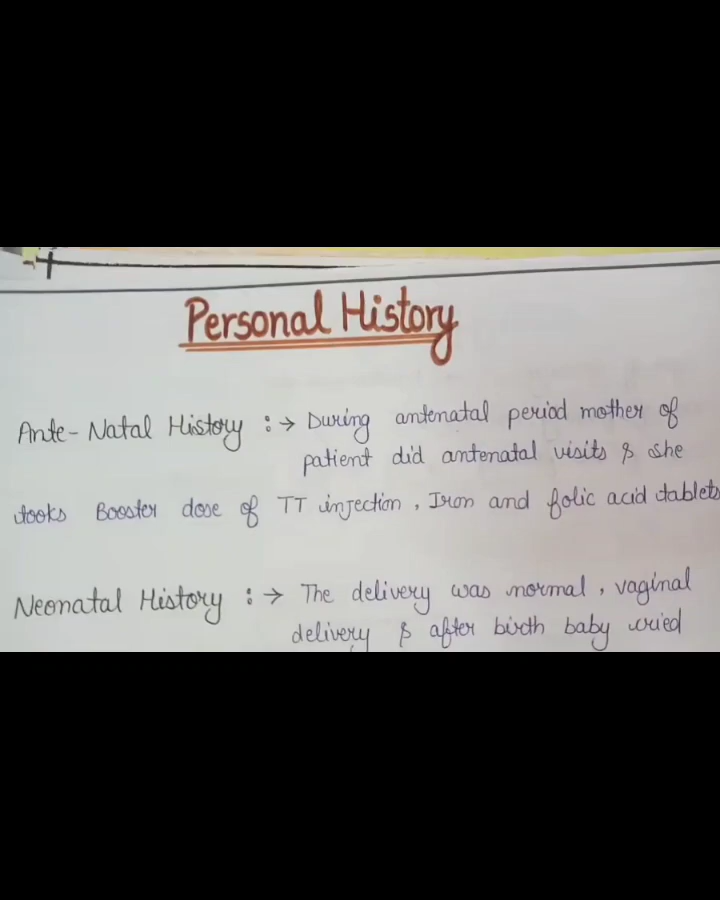 Personal History
Ante-Natal History :→ During antenatal period mother of
patient did antenatal visits & she
tooks Booster dose of TT injection, Iron and folic acid tablets
Neonatal History :→ The delivery was normal, vaginal
delivery & after birth baby cried